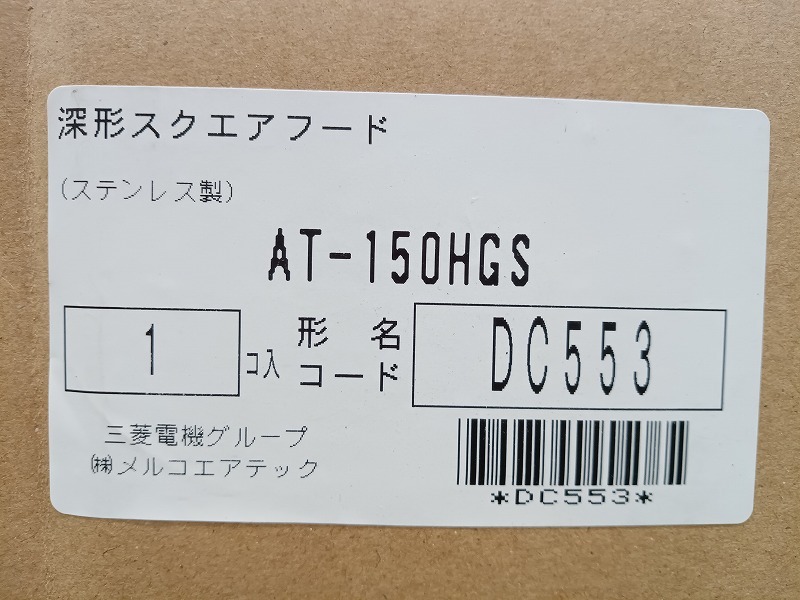 深形スクエアフード
(ステンレス製)
AT-150HGS
1 コ入 形名コード DC553
三菱電機グループ
㈱メルコエアテック
*DC553*